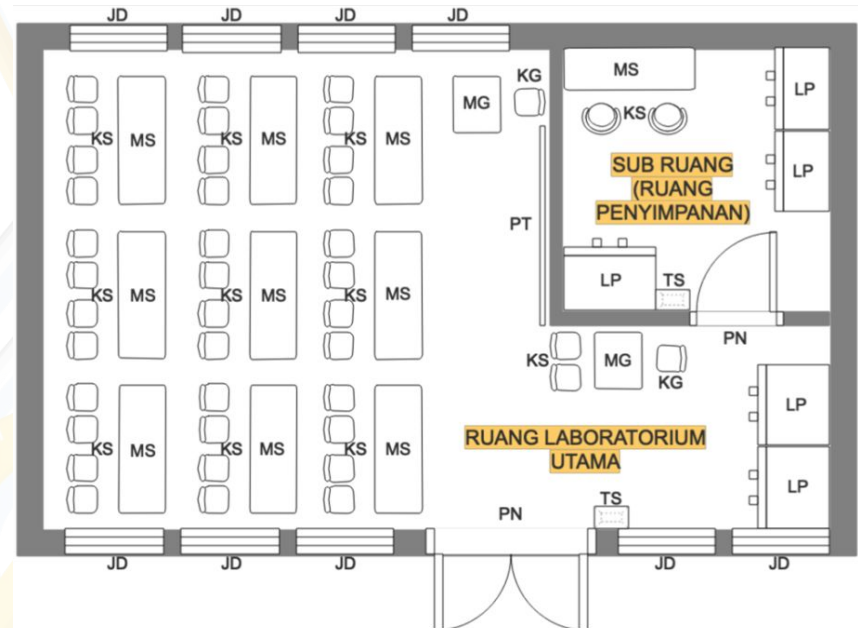 JD JD JD JD
KG
MG
MS
LP
KS MS KS MS KS MS
KS
SUB RUANG
(RUANG
PENYIMPANAN)
LP
PT
KS MS KS MS KS MS
LP
TS
PN
KS
MG
KG
LP
RUANG LABORATORIUM
UTAMA
KS MS KS MS KS MS
LP
TS
PN
JD JD JD JD JD